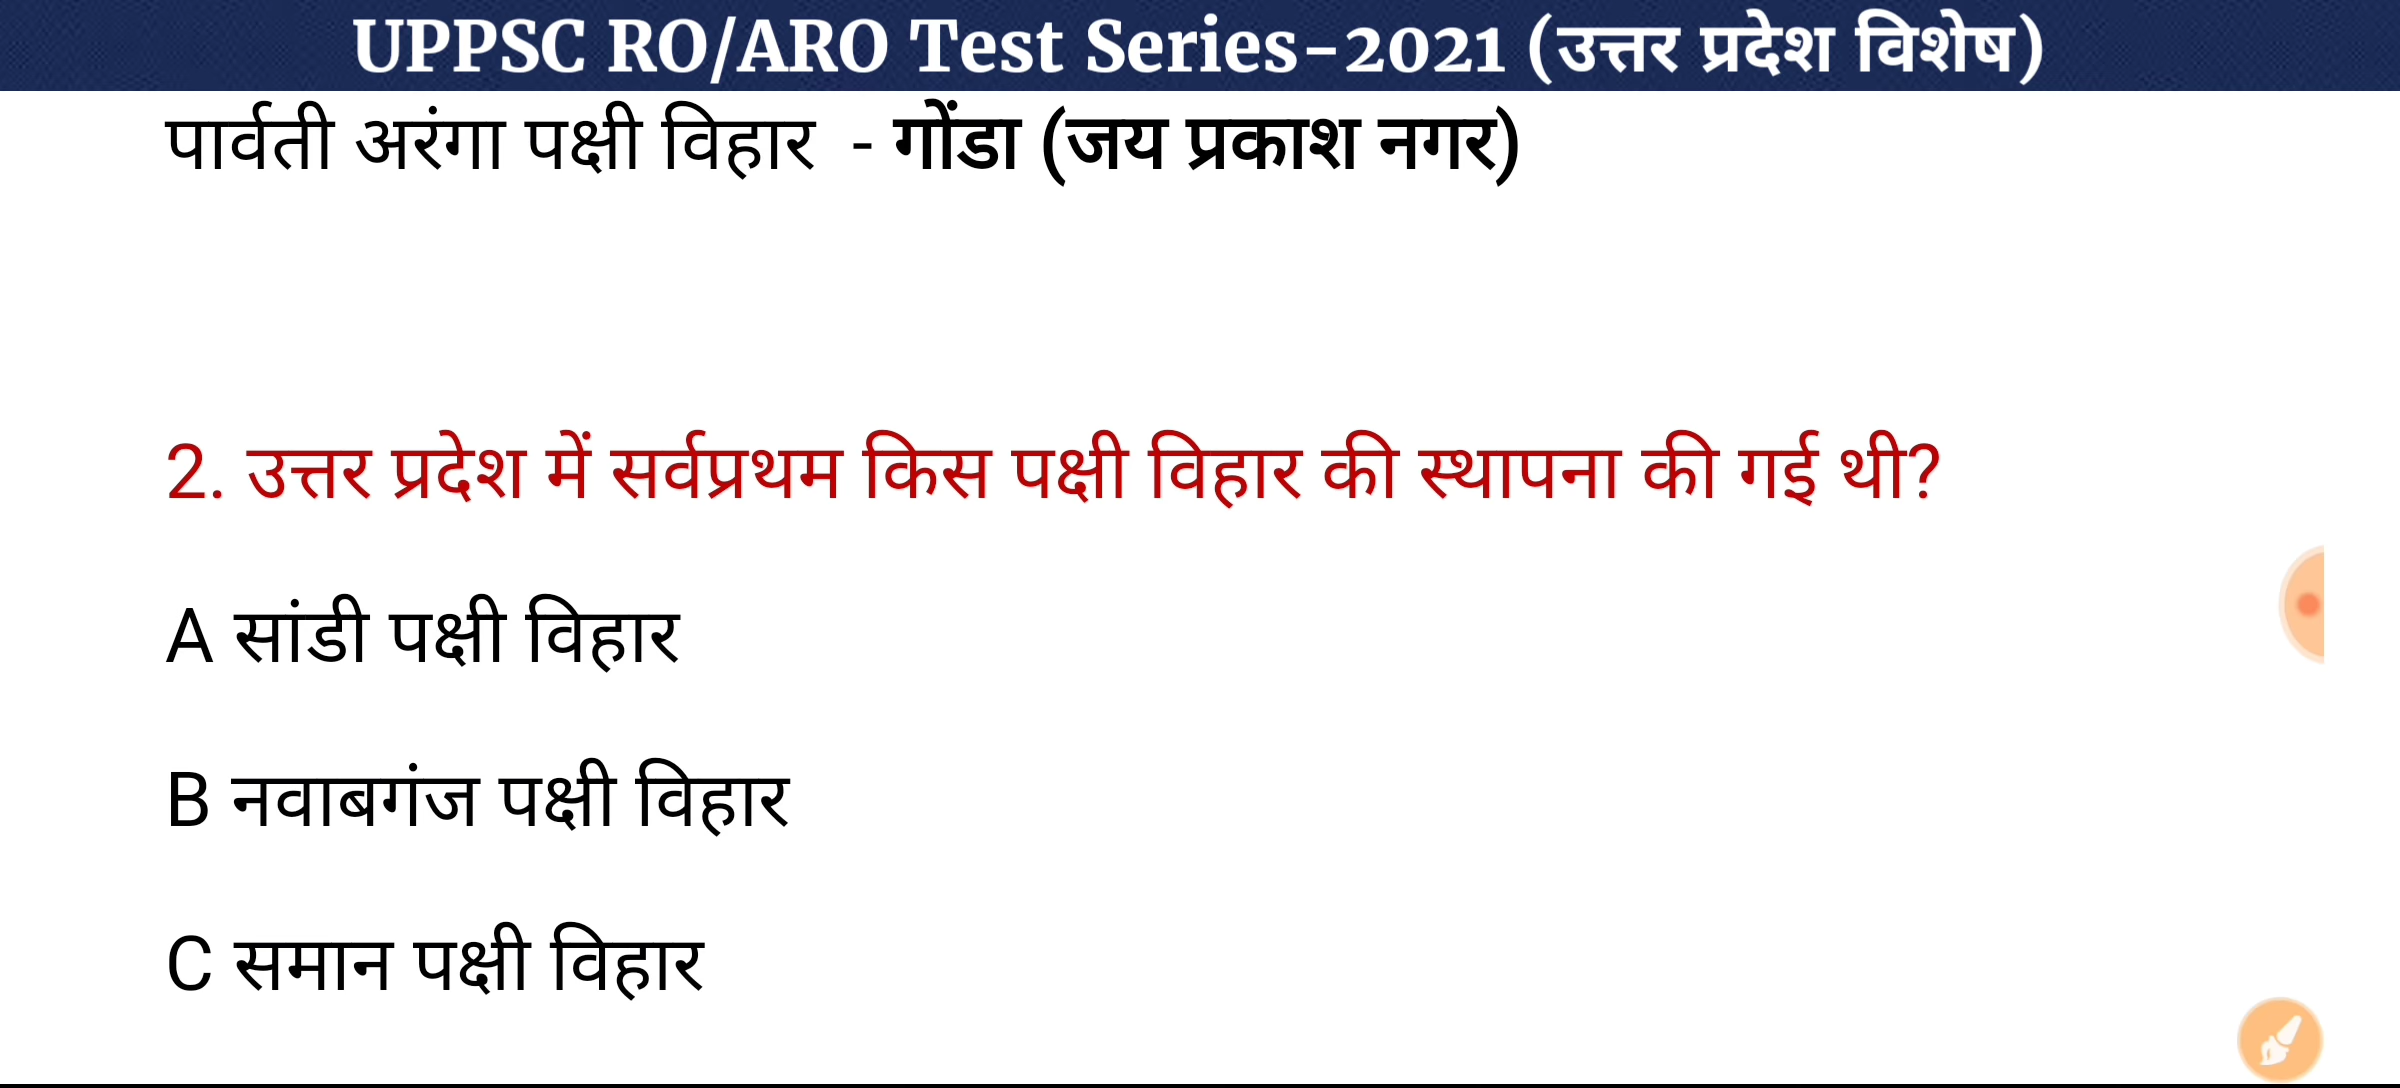 UPPSC RO/ARO Test Series-2021 (उत्तर प्रदेश विशेष)
पार्वती अरंगा पक्षी विहार - गोंडा (जय प्रकाश नगर)
2. उत्तर प्रदेश में सर्वप्रथम किस पक्षी विहार की स्थापना की गई थी?
A सांडी पक्षी विहार
B नवाबगंज पक्षी विहार
C समान पक्षी विहार